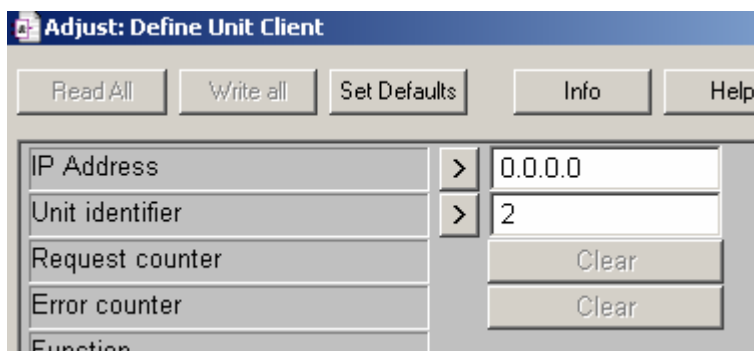 Adjust: Define Unit Client
Read All Write all Set Defaults Info Help
IP Address > 0.0.0.0
Unit identifier > 2
Request counter Clear
Error counter Clear
Function